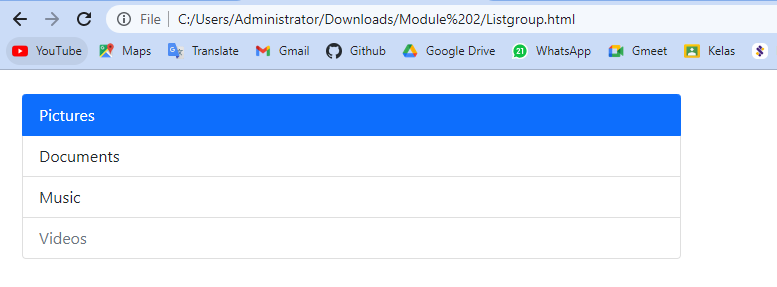 File | C:/Users/Administrator/Downloads/Module%202/Listgroup.html
YouTube Maps Translate Gmail Github Google Drive 21 WhatsApp Gmeet Kelas
Pictures
Documents
Music
Videos